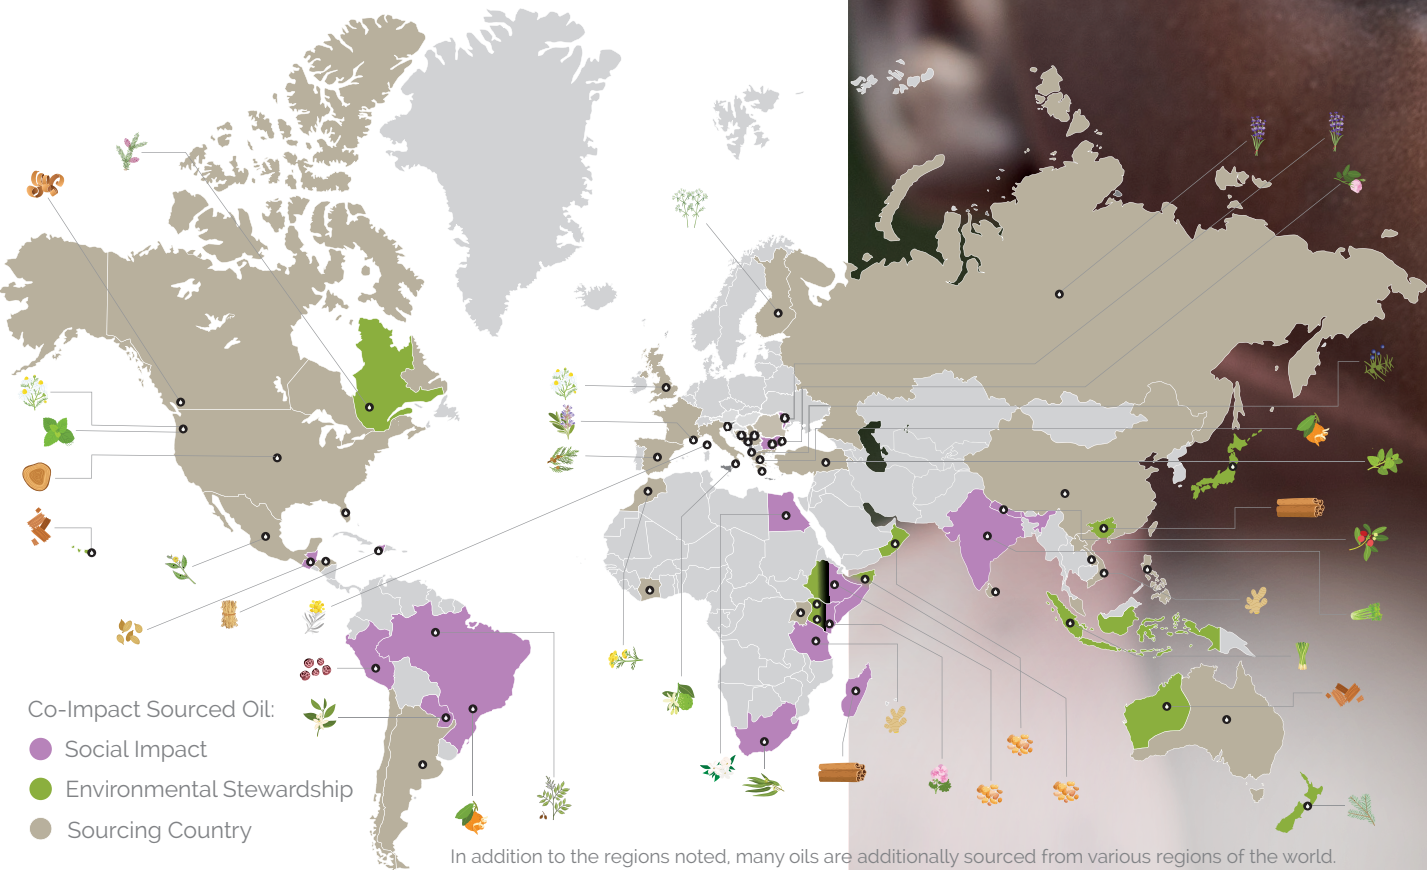 Co-Impact Sourced Oil:
Social Impact
Environmental Stewardship
Sourcing Country
In addition to the regions noted, many oils are additionally sourced from various regions of the world.